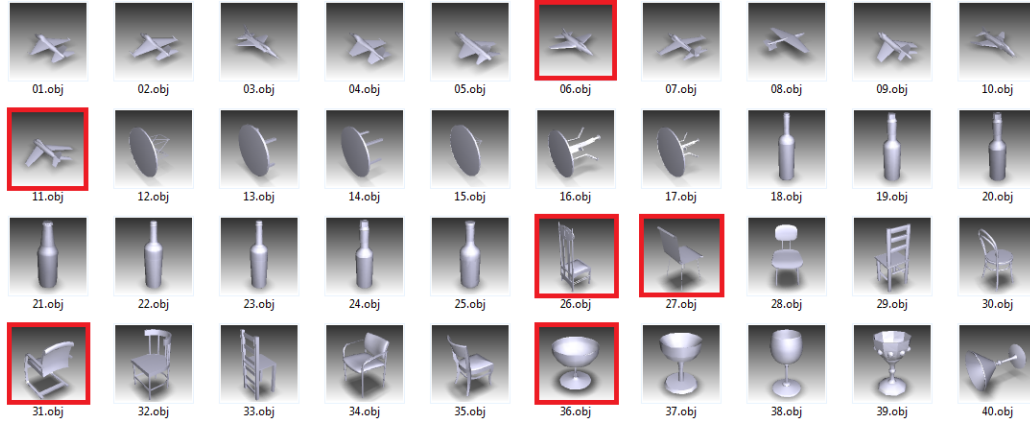 01.obj 02.obj 03.obj 04.obj 05.obj 06.obj 07.obj 08.obj 09.obj 10.obj
11.obj 12.obj 13.obj 14.obj 15.obj 16.obj 17.obj 18.obj 19.obj 20.obj
21.obj 22.obj 23.obj 24.obj 25.obj 26.obj 27.obj 28.obj 29.obj 30.obj
31.obj 32.obj 33.obj 34.obj 35.obj 36.obj 37.obj 38.obj 39.obj 40.obj